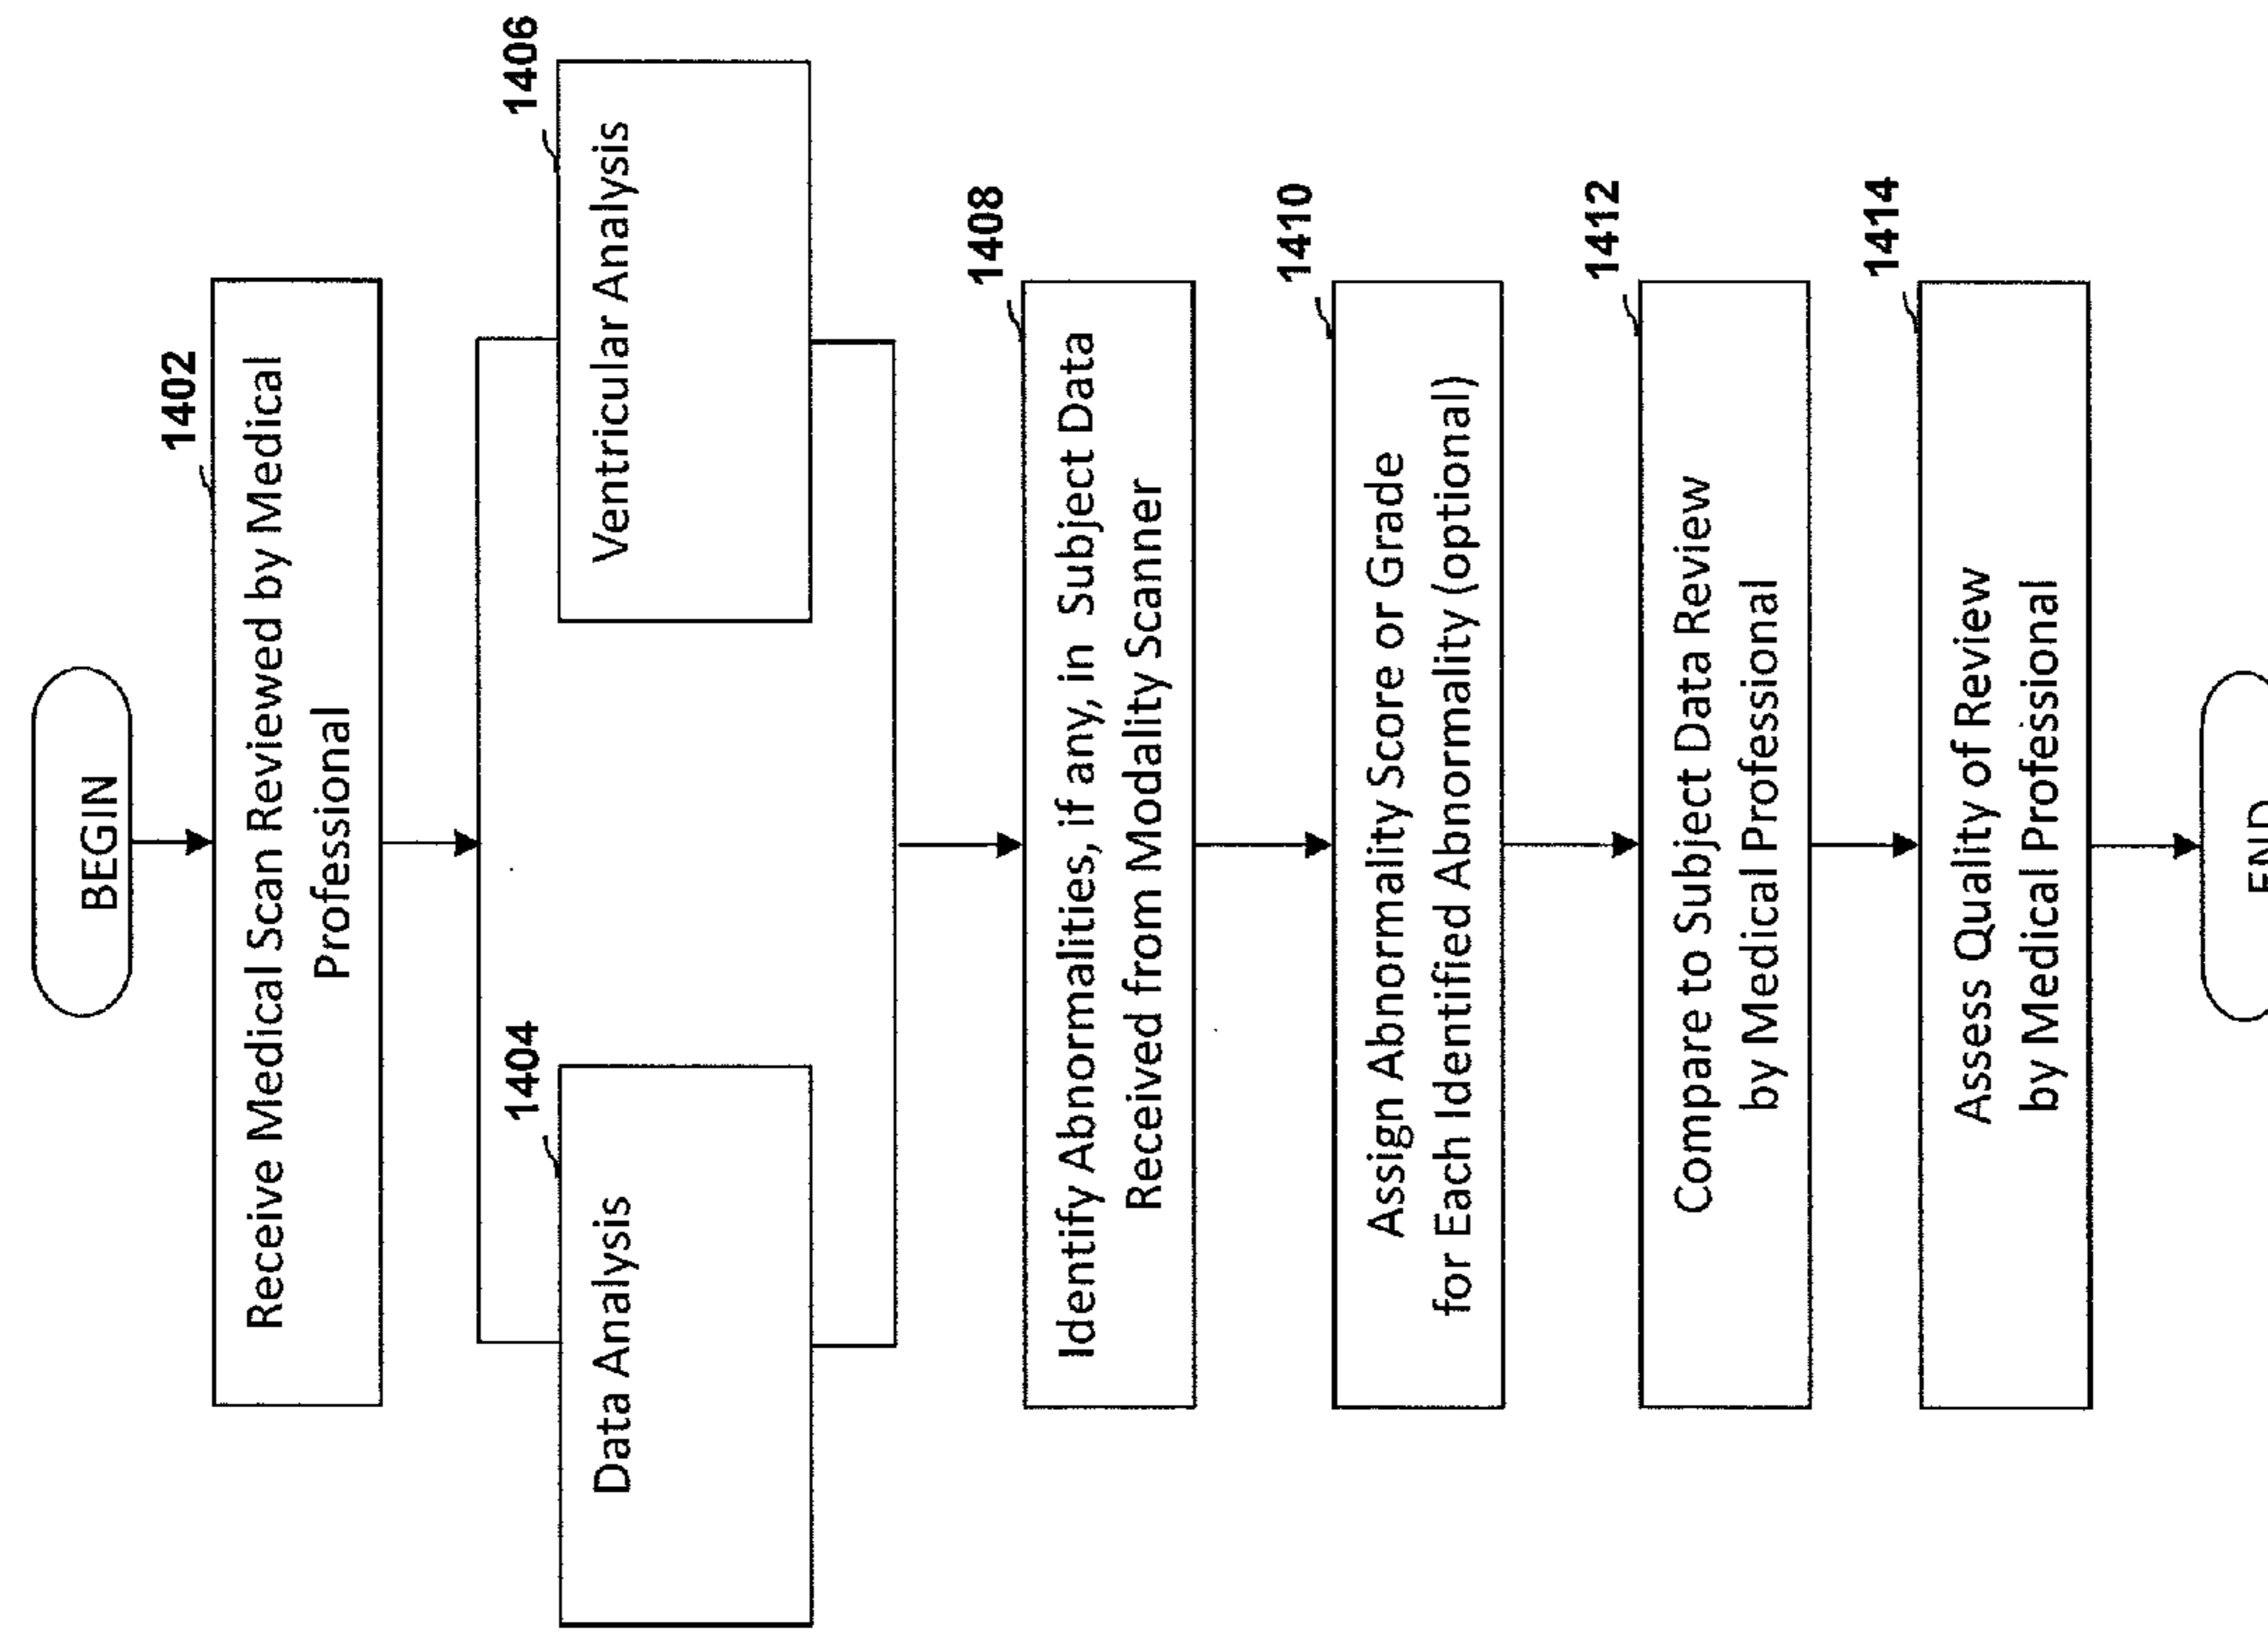 BEGIN
1402
Receive Medical Scan Reviewed by Medical
Professional
1404
Data Analysis
1406
Ventricular Analysis
1408
Identify Abnormalities, if any, in Subject Data
Received from Modality Scanner
1410
Assign Abnormality Score or Grade
for Each Identified Abnormality (optional)
1412
Compare to Subject Data Review
by Medical Professional
1414
Assess Quality of Review
by Medical Professional
END